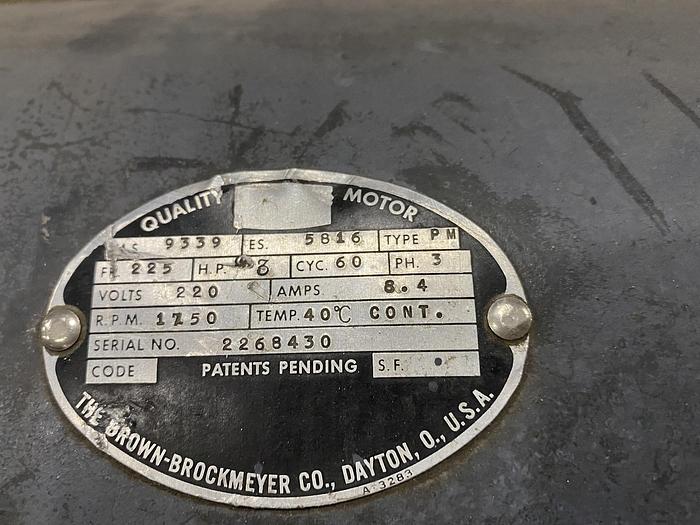 QUALITY MOTOR
9339 ES. 5816 TYPE PM
FR 225 H.P. CYC. 60 PH. 3
VOLTS 220 AMPS. 8.4
R.P.M. TEMP. 40°C CONT.
SERIAL NO. 2268430
CODE PATENTS PENDING S.F.
THE BROWN-BROCKMEYER CO., DAYTON, O., U.S.A.
A-3283